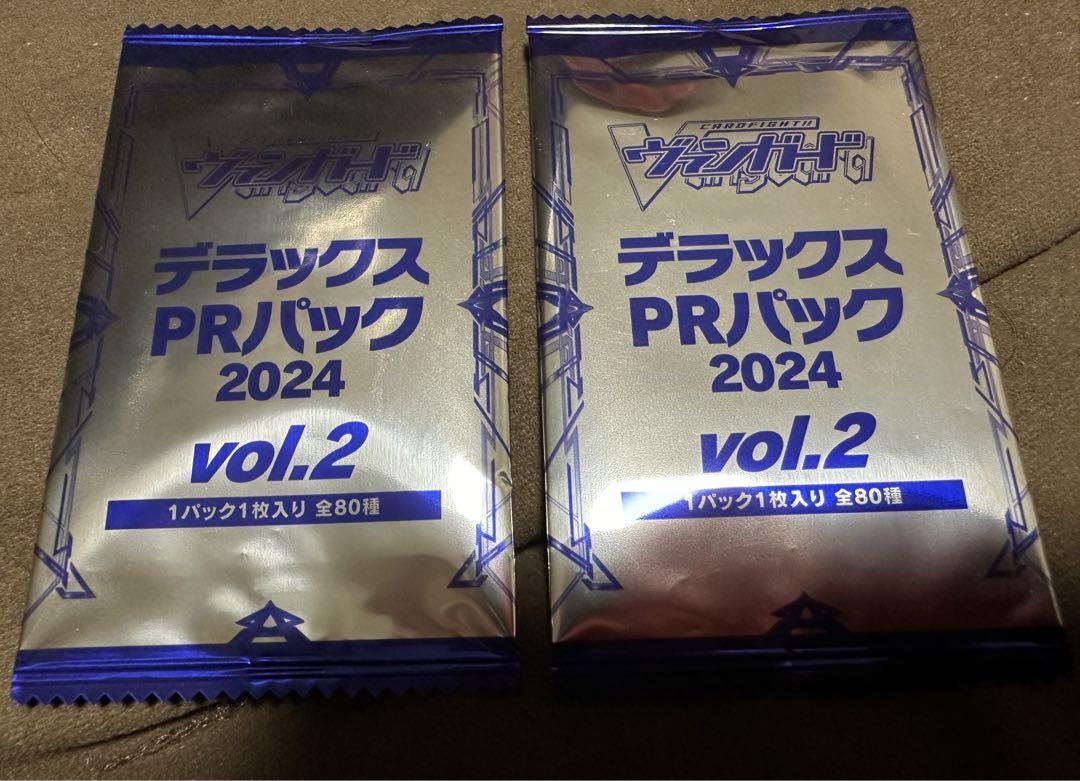 ヴァンガード
デラックス
PRパック
2024
vol.2
1パック1枚入り 全80種
CARDFIGHT!!
ヴァンガード
デラックス
PRパック
2024
vol.2
1パック1枚入り 全80種